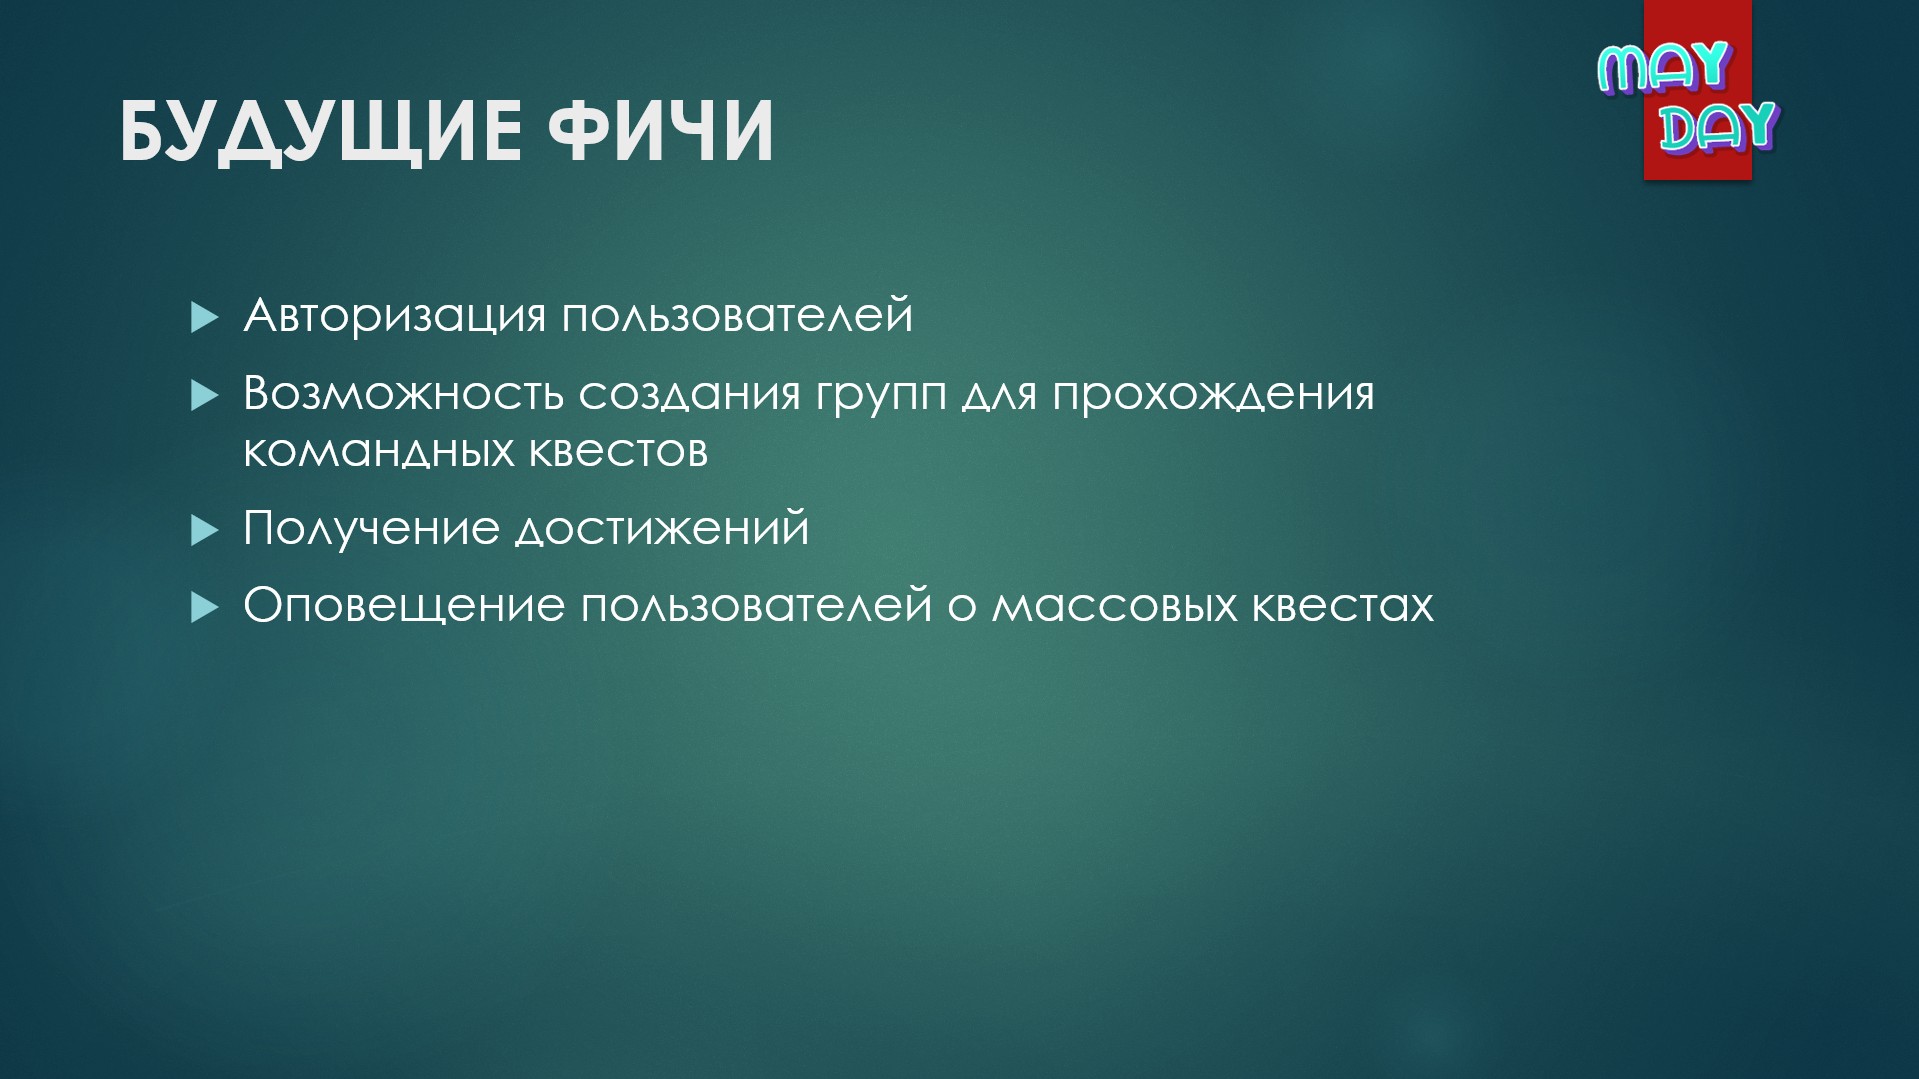 БУДУЩИЕ ФИЧИ
MAY
DAY
Авторизация пользователей
Возможность создания групп для прохождения
командных квестов
Получение достижений
Оповещение пользователей о массовых квестах